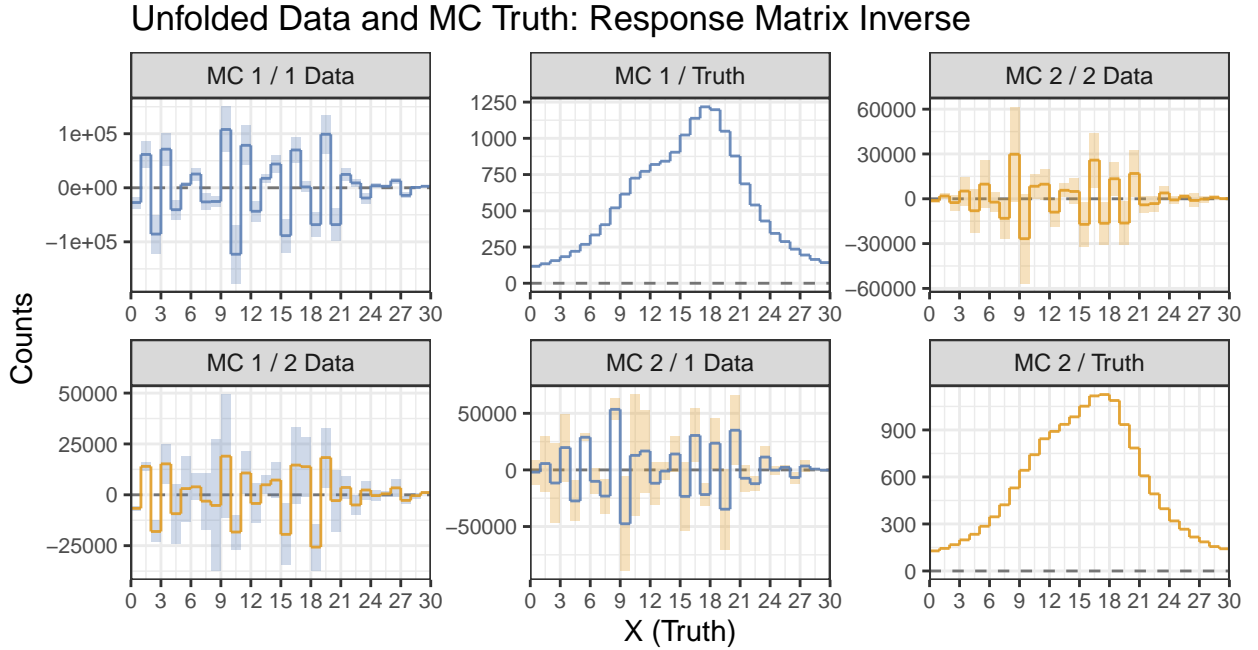 Unfolded Data and MC Truth: Response Matrix Inverse
MC 1 / 1 Data
1e+05
0e+00
−1e+05
0 3 6 9 12 15 18 21 24 27 30
MC 1 / Truth
1250
1000
750
500
250
0
0 3 6 9 12 15 18 21 24 27 30
MC 2 / 2 Data
60000
30000
0
−30000
−60000
0 3 6 9 12 15 18 21 24 27 30
Counts
MC 1 / 2 Data
50000
25000
0
−25000
0 3 6 9 12 15 18 21 24 27 30
MC 2 / 1 Data
50000
0
−50000
0 3 6 9 12 15 18 21 24 27 30
MC 2 / Truth
900
600
300
0
0 3 6 9 12 15 18 21 24 27 30
X (Truth)